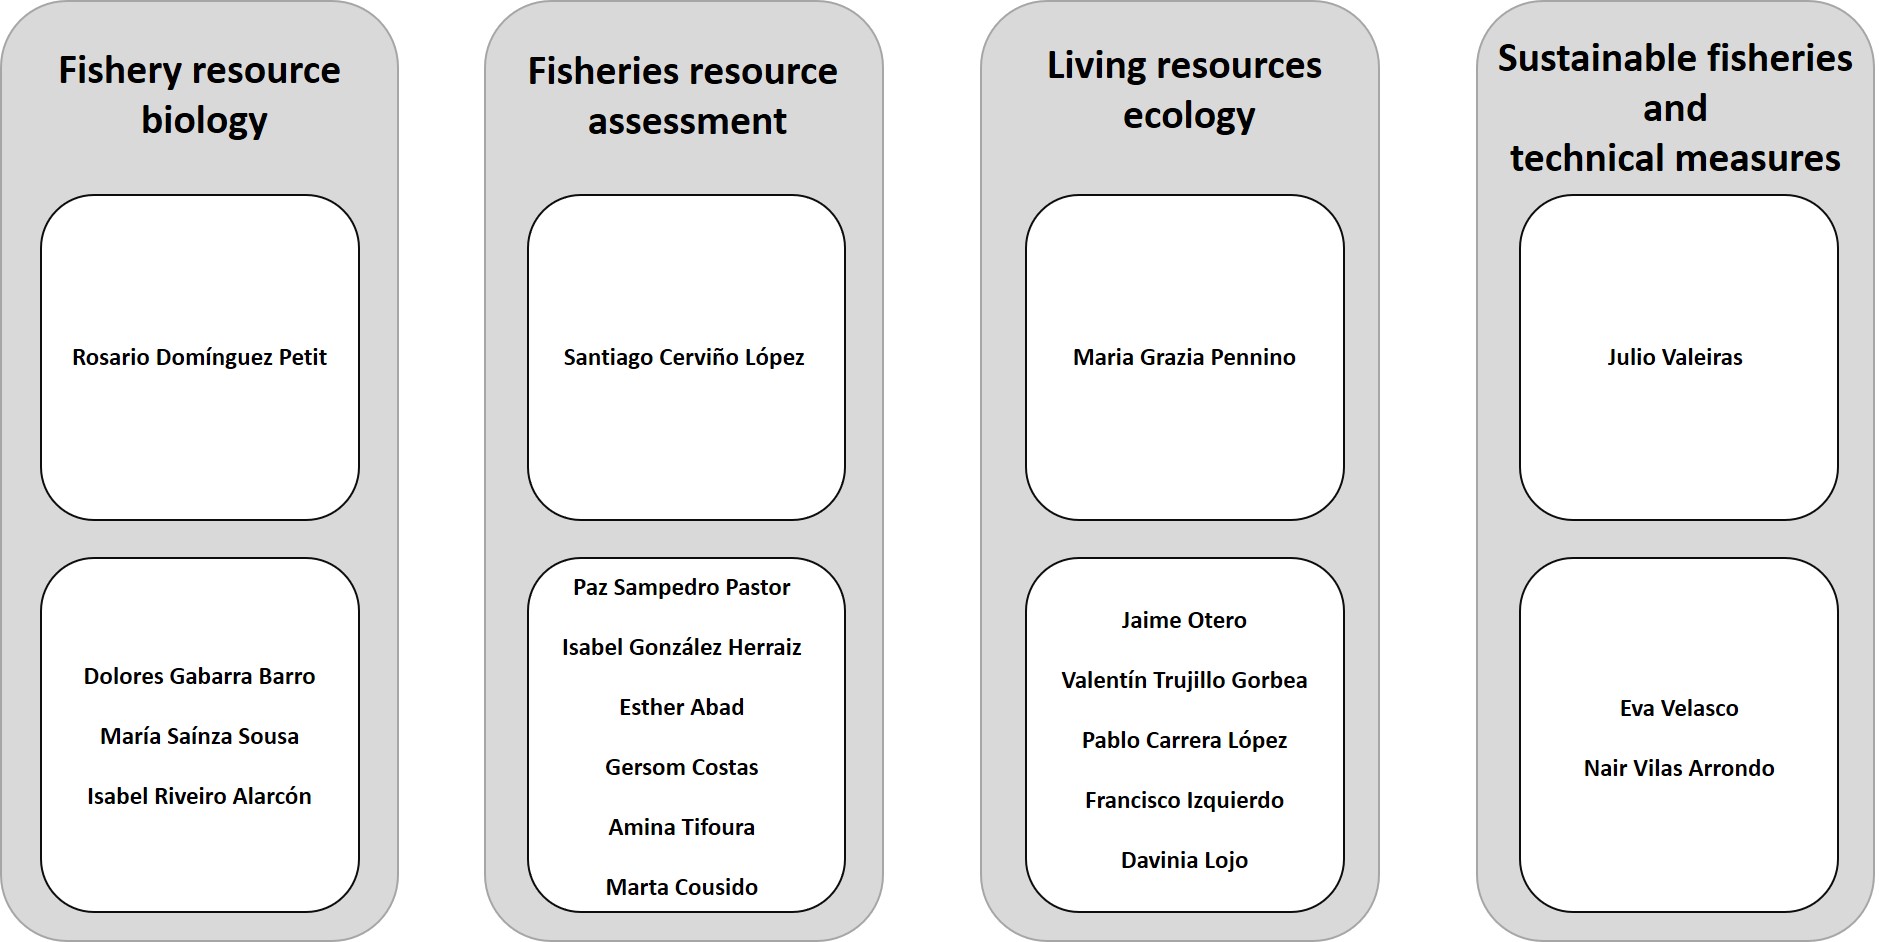 Fishery resource
biology
Rosario Domínguez Petit
Dolores Gabarra Barro
María Saínza Sousa
Isabel Riveiro Alarcón
Fisheries resource
assessment
Santiago Cerviño López
Paz Sampedro Pastor
Isabel González Herraiz
Esther Abad
Gersom Costas
Amina Tifoura
Marta Cousido
Living resources
ecology
Maria Grazia Pennino
Jaime Otero
Valentín Trujillo Gorbea
Pablo Carrera López
Francisco Izquierdo
Davinia Lojo
Sustainable fisheries
and
technical measures
Julio Valeiras
Eva Velasco
Nair Vilas Arrondo